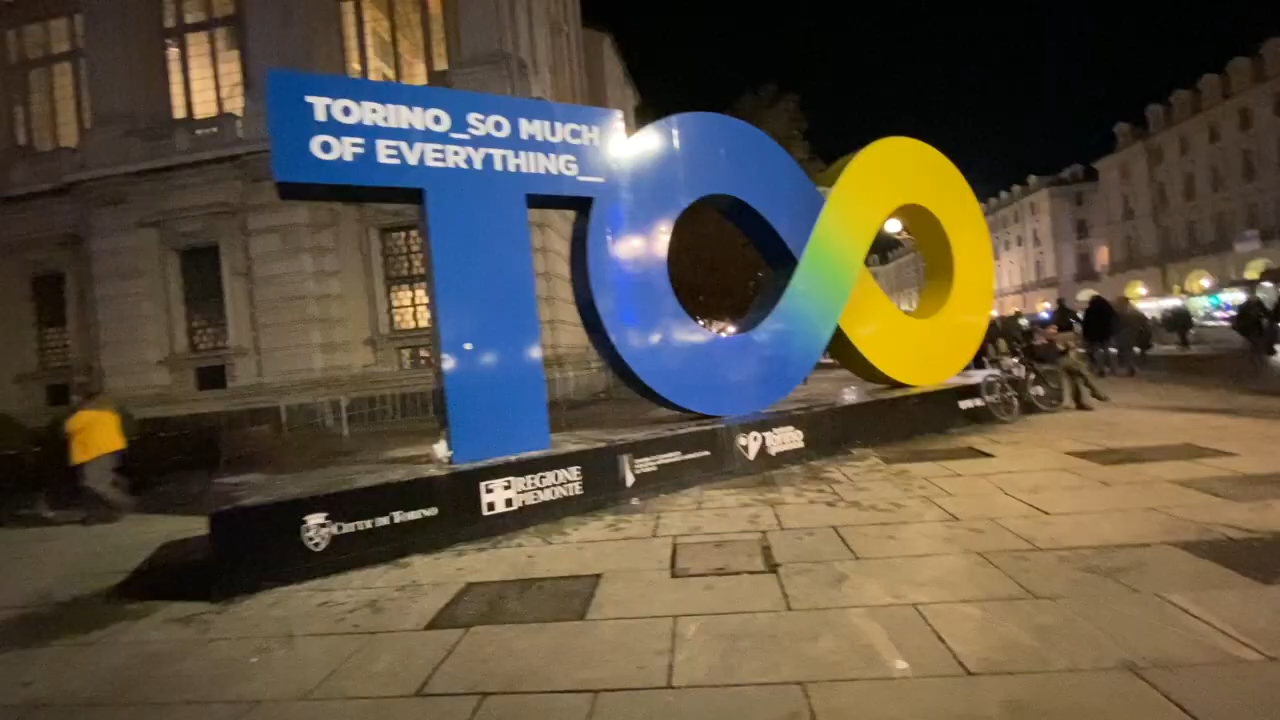 TORINO_SO MUCH
OF EVERYTHING_
TO
CITTÀ DI TORINO
REGIONE
PIEMONTE
Torino